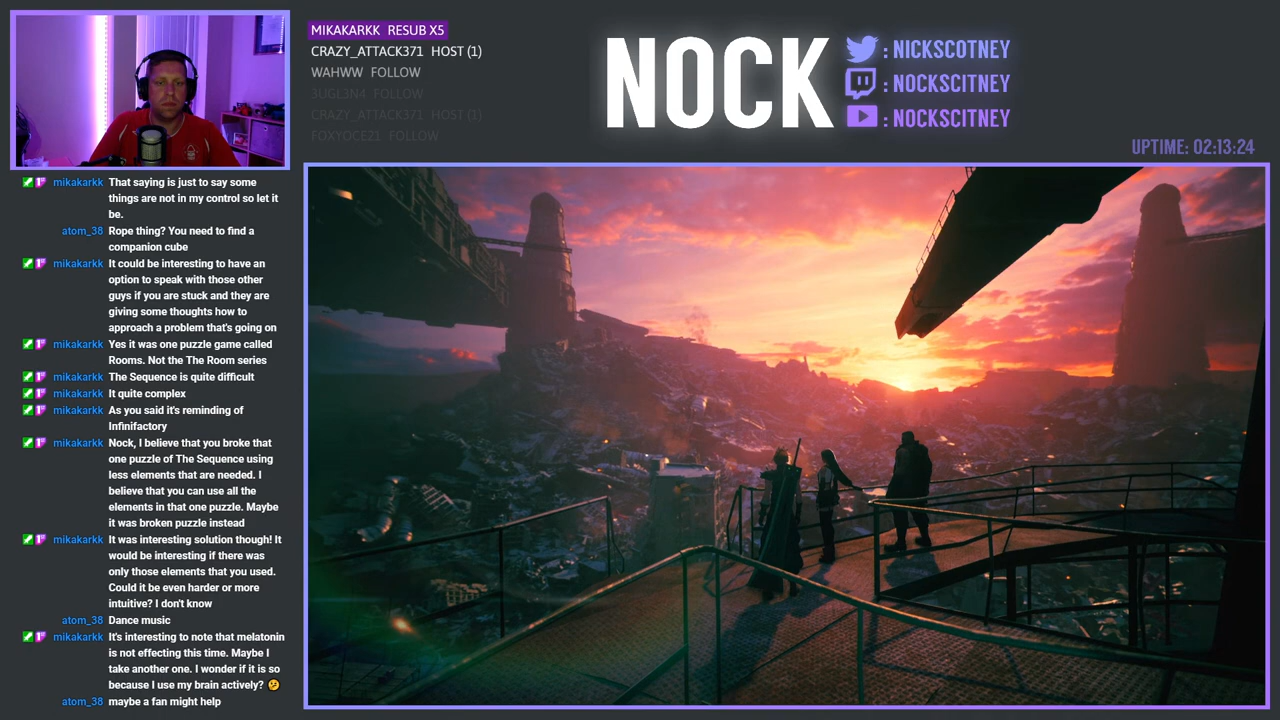 MIKAKARKK RESUB X5
CRAZY_ATTACK371 HOST (1)
WAHWW FOLLOW
3UGL3N4 FOLLOW
CRAZY_ATTACK371 HOST (1)
FOXYOCE21 FOLLOW
NOCK
: NICKSCOTNEY
: NOCKSCITNEY
: NOCKSCITNEY
UPTIME: 02:13:24
mikakarkk That saying is just to say some
things are not in my control so let it
be.
atom_38 Rope thing? You need to find a
companion cube
mikakarkk It could be interesting to have an
option to speak with those other
guys if you are stuck and they are
giving some thoughts how to
approach a problem that's going on
mikakarkk Yes it was one puzzle game called
Rooms. Not the The Room series
mikakarkk The Sequence is quite difficult
mikakarkk It quite complex
mikakarkk As you said it's reminding of
Infinifactory
mikakarkk Nock, I believe that you broke that
one puzzle of The Sequence using
less elements that are needed. I
believe that you can use all the
elements in that one puzzle. Maybe
it was broken puzzle instead
mikakarkk It was interesting solution though! It
would be interesting if there was
only those elements that you used.
Could it be even harder or more
intuitive? I don't know
atom_38 Dance music
mikakarkk It's interesting to note that melatonin
is not effecting this time. Maybe I
take another one. I wonder if it is so
because I use my brain actively? 🤔
atom_38 maybe a fan might help